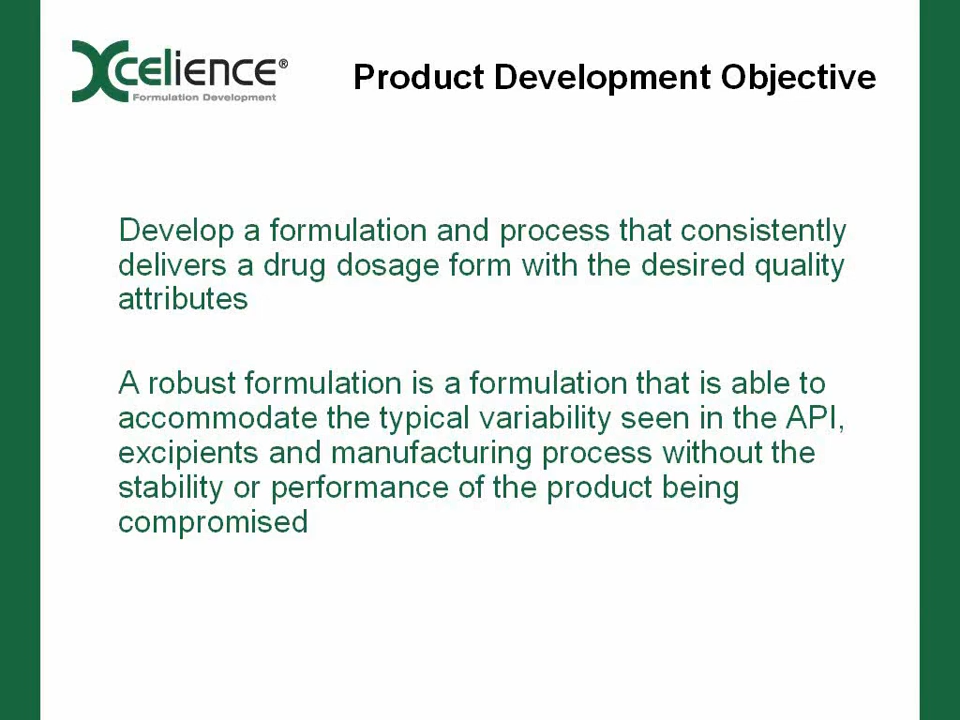 Xcelience®
Formulation Development
Product Development Objective
Develop a formulation and process that consistently
delivers a drug dosage form with the desired quality
attributes
A robust formulation is a formulation that is able to
accommodate the typical variability seen in the API,
excipients and manufacturing process without the
stability or performance of the product being
compromised